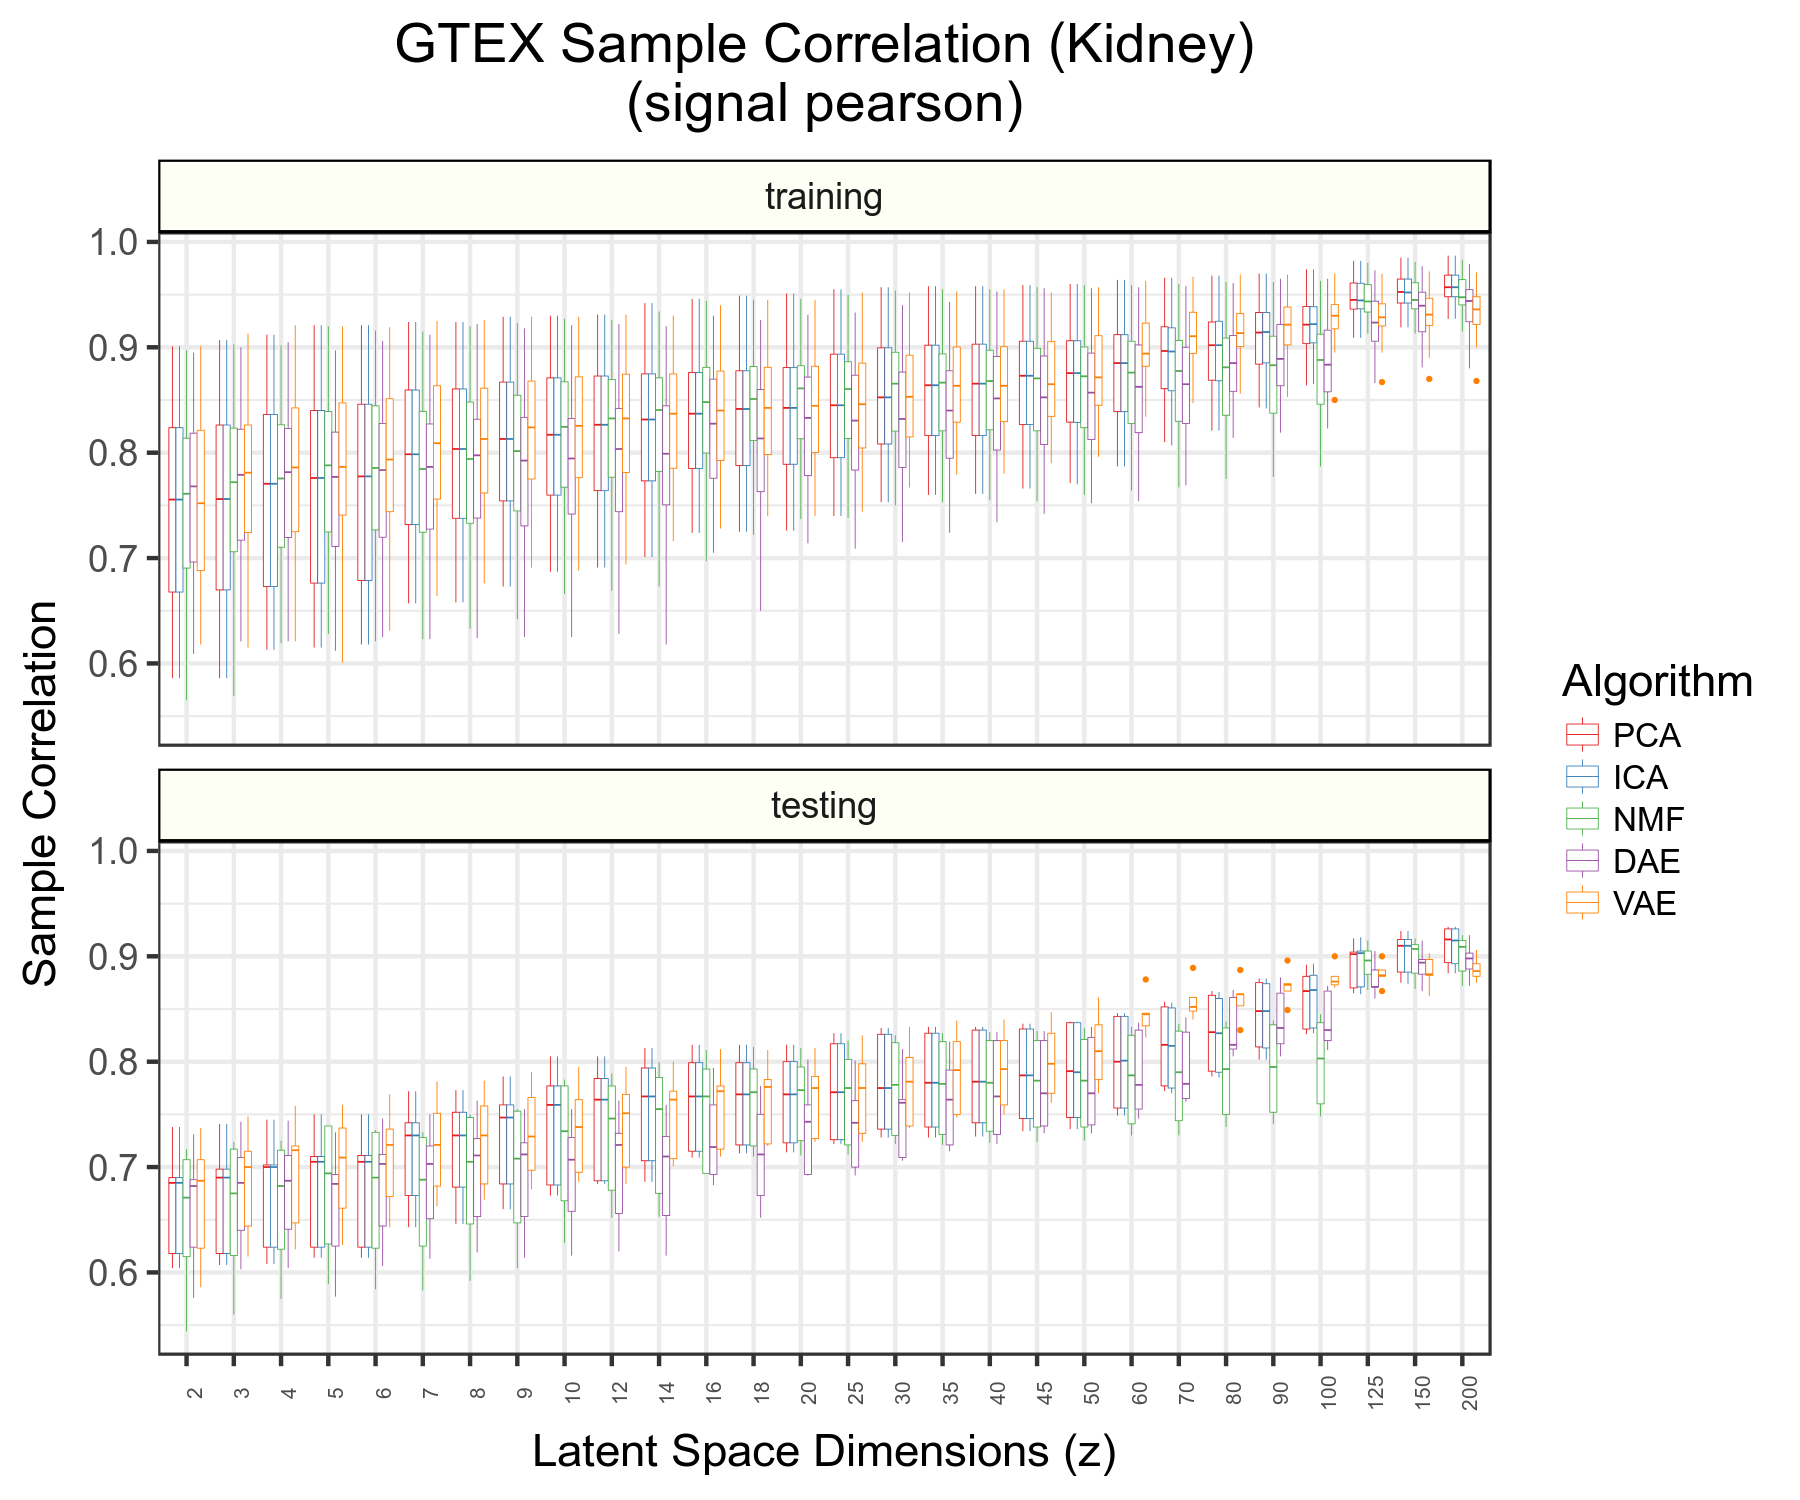 GTEX Sample Correlation (Kidney)
(signal pearson)
training
1.0
0.9
0.8
0.7
0.6
testing
1.0
0.9
0.8
0.7
0.6
Sample Correlation
2 3 4 5 6 7 8 9 10 12 14 16 18 20 25 30 35 40 45 50 60 70 80 90 100 125 150 200
Latent Space Dimensions (z)
Algorithm
PCA
ICA
NMF
DAE
VAE